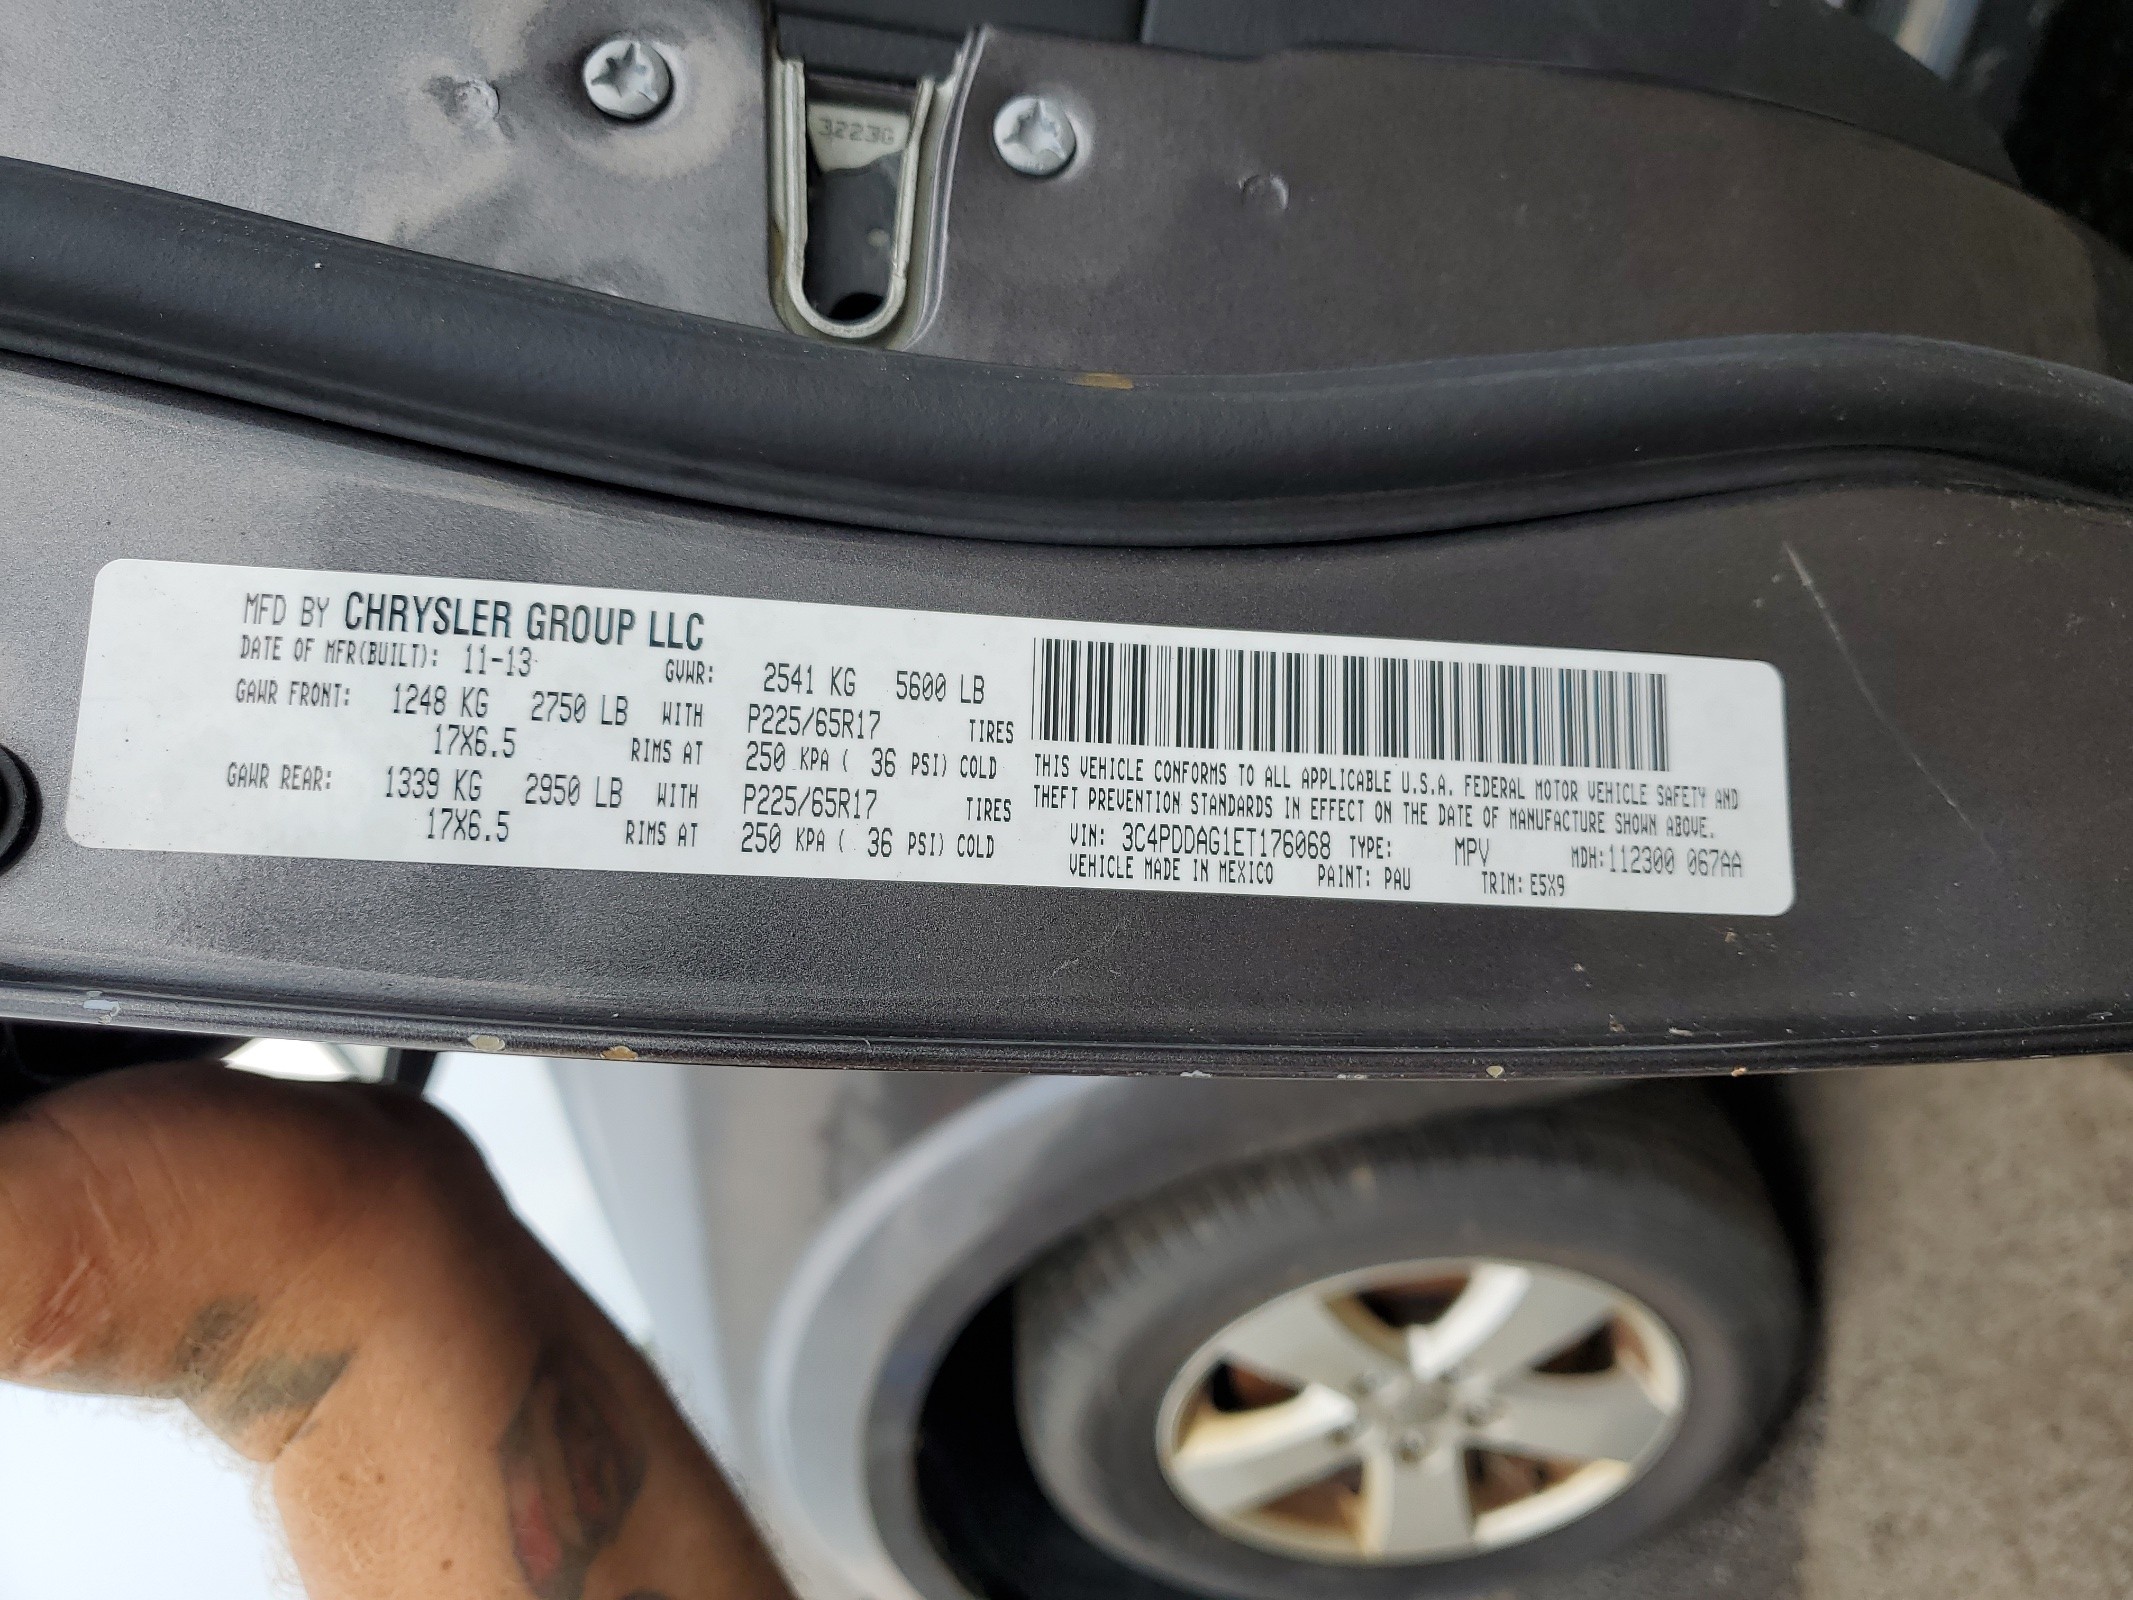 3223G
MFD BY CHRYSLER GROUP LLC
DATE OF MFR(BUILT): 11-13 GVWR: 2541 KG 5600 LB
GAWR FRONT: 1248 KG 2750 LB WITH P225/65R17 TIRES
17X6.5 RIMS AT 250 KPA ( 36 PSI) COLD
GAWR REAR: 1339 KG 2950 LB WITH P225/65R17 TIRES
17X6.5 RIMS AT 250 KPA ( 36 PSI) COLD
THIS VEHICLE CONFORMS TO ALL APPLICABLE U.S.A. FEDERAL MOTOR VEHICLE SAFETY AND
THEFT PREVENTION STANDARDS IN EFFECT ON THE DATE OF MANUFACTURE SHOWN ABOVE.
VIN: 3C4PDDAG1ET176068 TYPE: MPV MDH:112300 067AA
VEHICLE MADE IN MEXICO PAINT: PAU TRIM: E5X9